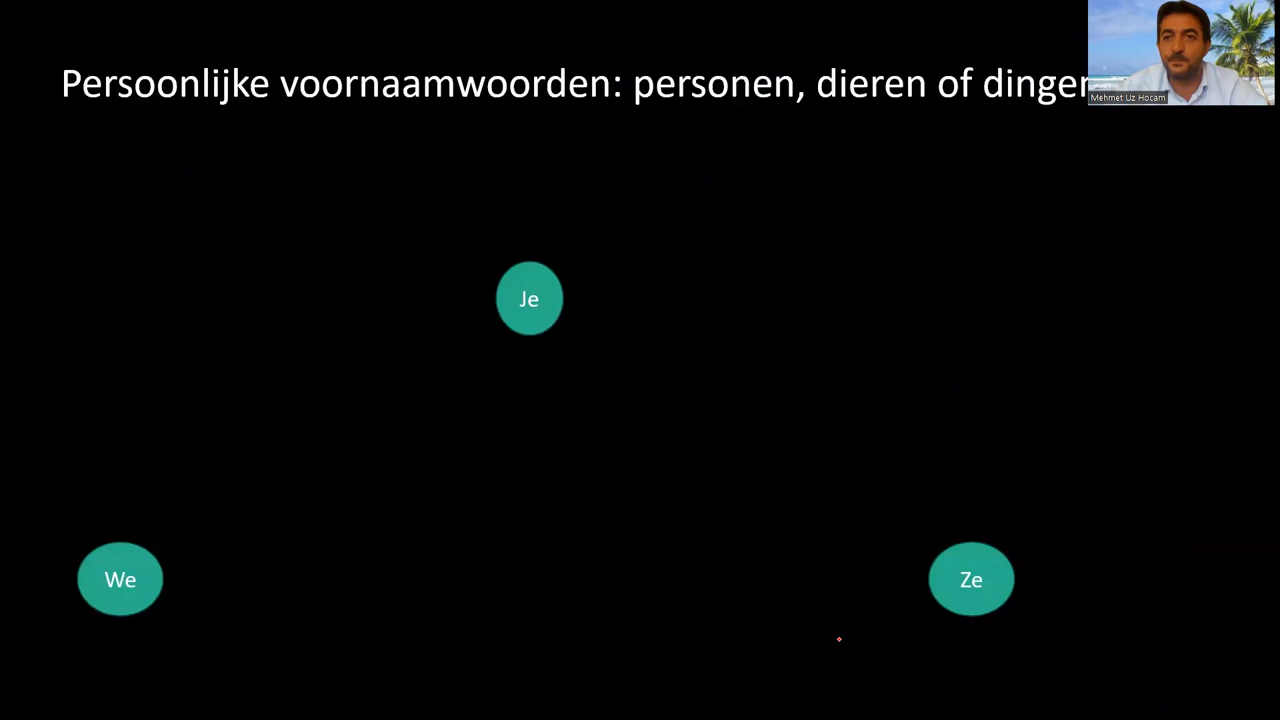 Persoonlijke voornaamwoorden: personen, dieren of dingen
Mehmet Uz Hocam
Je
We
Ze